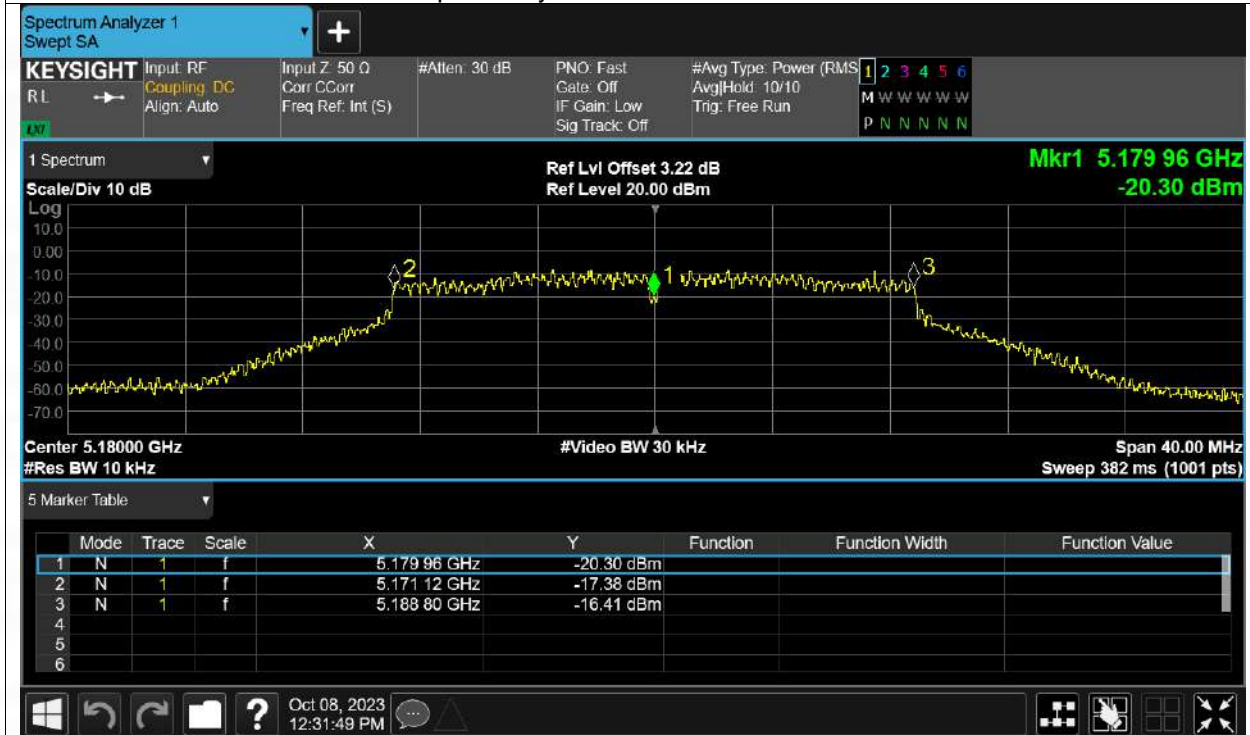 Spectrum Analyzer 1
Swept SA
+
KEYSIGHT Input: RF Input Z: 50 Ω #Atten: 30 dB PNO: Fast #Avg Type: Power (RMS 1 2 3 4 5 6
RL Coupling: DC Corr CCorr Gate: Off Avg|Hold: 10/10 M W W W W W
Align: Auto Freq Ref: Int (S) IF Gain: Low Trig: Free Run P N N N N N
LXI Sig Track: Off
1 Spectrum Ref Lvl Offset 3.22 dB Mkr1 5.179 96 GHz
Scale/Div 10 dB Ref Level 20.00 dBm -20.30 dBm
Log
10.0
0.00
-10.0 2 1 3
-20.0
-30.0
-40.0
-50.0
-60.0
-70.0
Center 5.18000 GHz #Video BW 30 kHz Span 40.00 MHz
#Res BW 10 kHz Sweep 382 ms (1001 pts)
5 Marker Table
Mode Trace Scale X Y Function Function Width Function Value
1 N 1 f 5.179 96 GHz -20.30 dBm
2 N 1 f 5.171 12 GHz -17.38 dBm
3 N 1 f 5.188 80 GHz -16.41 dBm
4
5
6
? Oct 08, 2023
12:31:49 PM